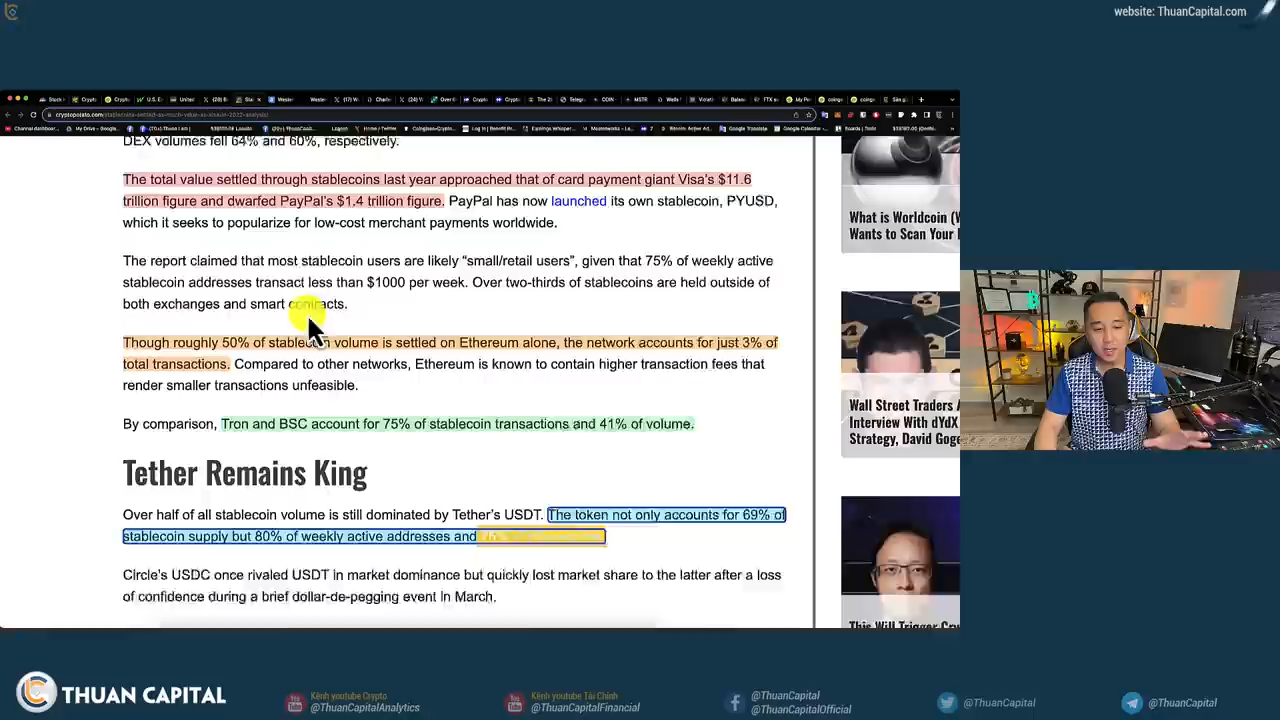 website: ThuanCapital.com
DEX volumes fell 64% and 60%, respectively.
The total value settled through stablecoins last year approached that of card payment giant Visa's $11.6
trillion figure and dwarfed PayPal's $1.4 trillion figure. PayPal has now launched its own stablecoin, PYUSD,
which it seeks to popularize for low-cost merchant payments worldwide.
The report claimed that most stablecoin users are likely "small/retail users", given that 75% of weekly active
stablecoin addresses transact less than $1000 per week. Over two-thirds of stablecoins are held outside of
both exchanges and smart contracts.
Though roughly 50% of stablecoin volume is settled on Ethereum alone, the network accounts for just 3% of
total transactions. Compared to other networks, Ethereum is known to contain higher transaction fees that
render smaller transactions unfeasible.
By comparison, Tron and BSC account for 75% of stablecoin transactions and 41% of volume.
Tether Remains King
Over half of all stablecoin volume is still dominated by Tether's USDT. The token not only accounts for 69% of
stablecoin supply but 80% of weekly active addresses and
Circle's USDC once rivaled USDT in market dominance but quickly lost market share to the latter after a loss
of confidence during a brief dollar-de-pegging event in March.
What is Worldcoin (W
Wants to Scan Your
Wall Street Traders A
Interview With dYdX
Strategy, David Goge
This Will Trigger Cry
THUAN CAPITAL
Kênh youtube Crypto
@ThuanCapitalAnalytics
Kênh youtube Tài Chính
@ThuanCapitalFinancial
@ThuanCapital
@ThuanCapitalOfficial
@ThuanCapital
@ThuanCapital